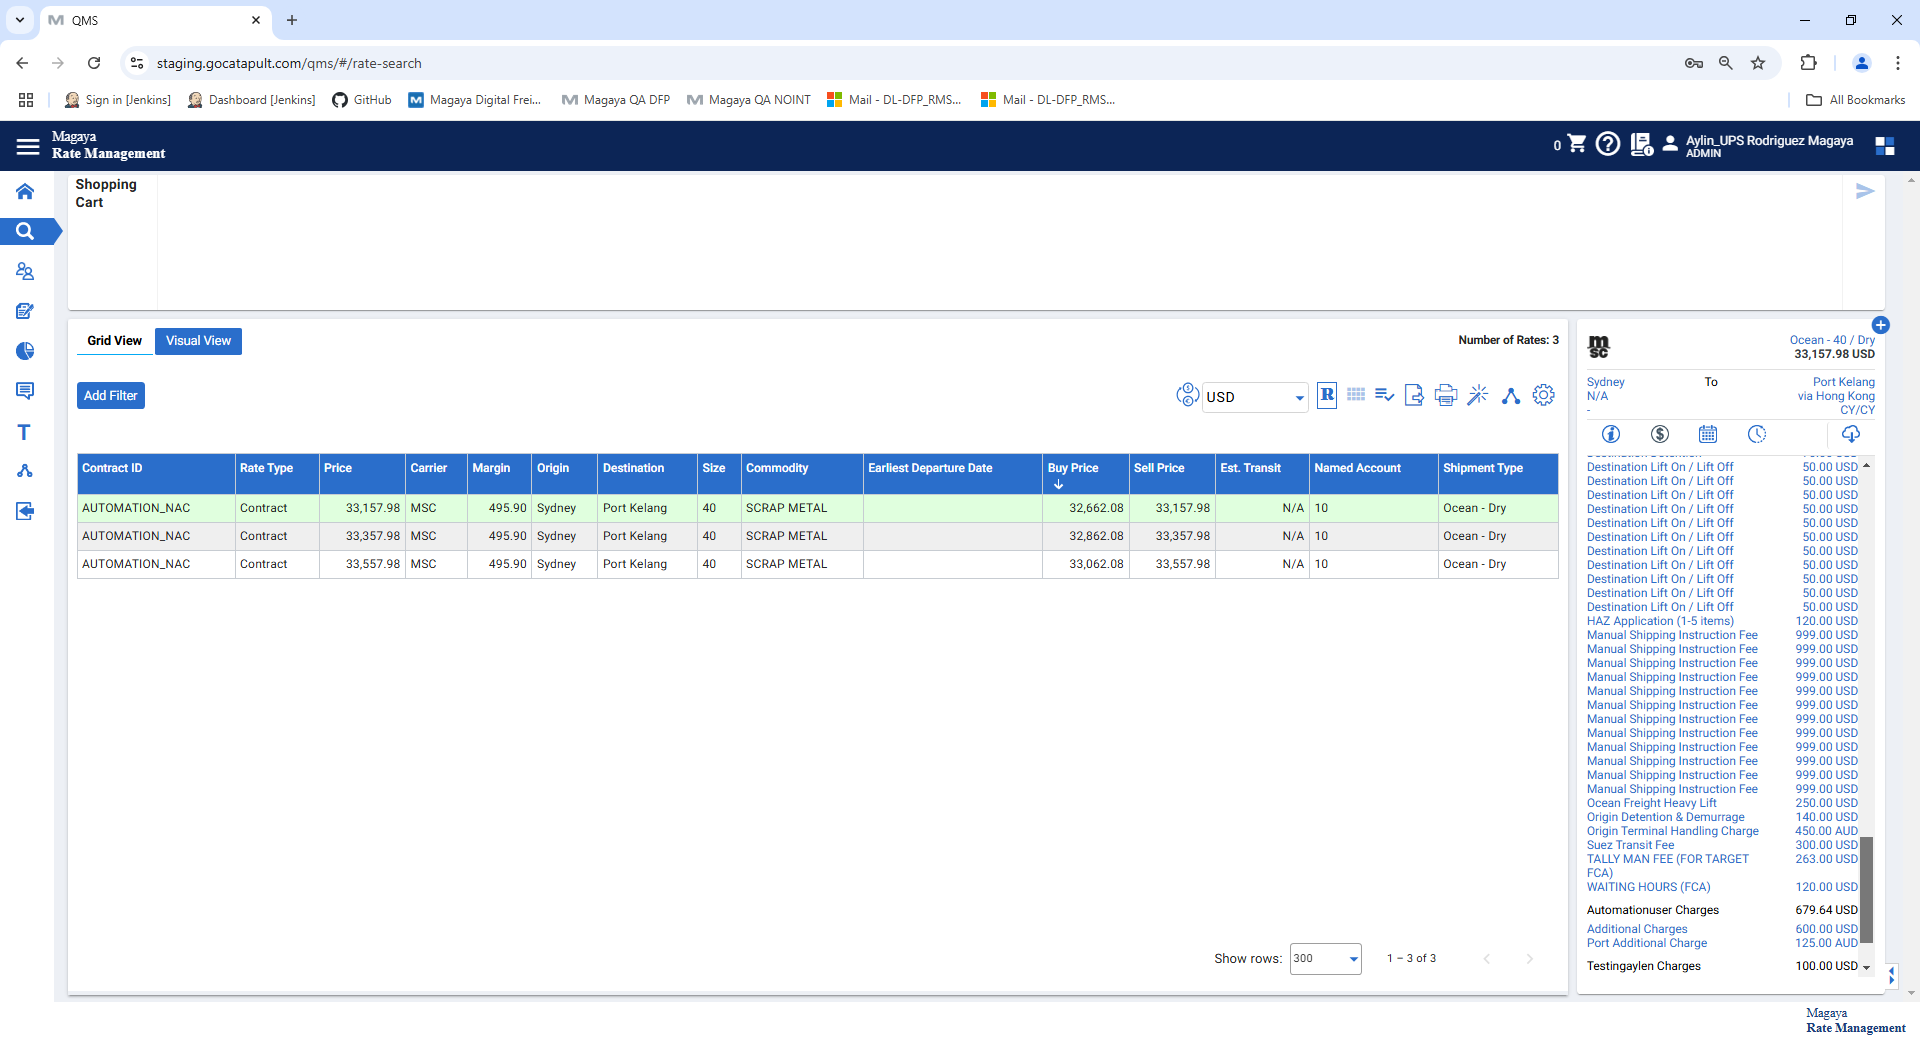 QMS
staging.gocatapult.com/qms/#/rate-search
Sign in [Jenkins]
Dashboard [Jenkins]
GitHub
Magaya Digital Frei...
Magaya QA DFP
Magaya QA NOINT
Mail - DL-DFP_RMS...
Mail - DL-DFP_RMS...
All Bookmarks
Magaya
Rate Management
0
Aylin_UPS Rodriguez Magaya
ADMIN
Shopping
Cart
Grid View
Visual View
Number of Rates: 3
Add Filter
USD
R
Contract ID Rate Type Price Carrier Margin Origin Destination Size Commodity Earliest Departure Date Buy Price Sell Price Est. Transit Named Account Shipment Type
AUTOMATION_NAC Contract 33,157.98 MSC 495.90 Sydney Port Kelang 40 SCRAP METAL 32,662.08 33,157.98 N/A 10 Ocean - Dry
AUTOMATION_NAC Contract 33,357.98 MSC 495.90 Sydney Port Kelang 40 SCRAP METAL 32,862.08 33,357.98 N/A 10 Ocean - Dry
AUTOMATION_NAC Contract 33,557.98 MSC 495.90 Sydney Port Kelang 40 SCRAP METAL 33,062.08 33,557.98 N/A 10 Ocean - Dry
Show rows: 300 1 – 3 of 3
msc
Ocean - 40 / Dry
33,157.98 USD
Sydney To Port Kelang
N/A via Hong Kong
- CY/CY
Destination Lift On / Lift Off 50.00 USD
Destination Lift On / Lift Off 50.00 USD
Destination Lift On / Lift Off 50.00 USD
Destination Lift On / Lift Off 50.00 USD
Destination Lift On / Lift Off 50.00 USD
Destination Lift On / Lift Off 50.00 USD
Destination Lift On / Lift Off 50.00 USD
Destination Lift On / Lift Off 50.00 USD
Destination Lift On / Lift Off 50.00 USD
Destination Lift On / Lift Off 50.00 USD
Destination Lift On / Lift Off 50.00 USD
HAZ Application (1-5 items) 120.00 USD
Manual Shipping Instruction Fee 999.00 USD
Manual Shipping Instruction Fee 999.00 USD
Manual Shipping Instruction Fee 999.00 USD
Manual Shipping Instruction Fee 999.00 USD
Manual Shipping Instruction Fee 999.00 USD
Manual Shipping Instruction Fee 999.00 USD
Manual Shipping Instruction Fee 999.00 USD
Manual Shipping Instruction Fee 999.00 USD
Manual Shipping Instruction Fee 999.00 USD
Manual Shipping Instruction Fee 999.00 USD
Manual Shipping Instruction Fee 999.00 USD
Manual Shipping Instruction Fee 999.00 USD
Ocean Freight Heavy Lift 250.00 USD
Origin Detention & Demurrage 140.00 USD
Origin Terminal Handling Charge 450.00 AUD
Suez Transit Fee 300.00 USD
TALLY MAN FEE (FOR TARGET 263.00 USD
FCA)
WAITING HOURS (FCA) 120.00 USD
Automationuser Charges 679.64 USD
Additional Charges 600.00 USD
Port Additional Charge 125.00 AUD
Testingaylen Charges 100.00 USD
Magaya
Rate Management